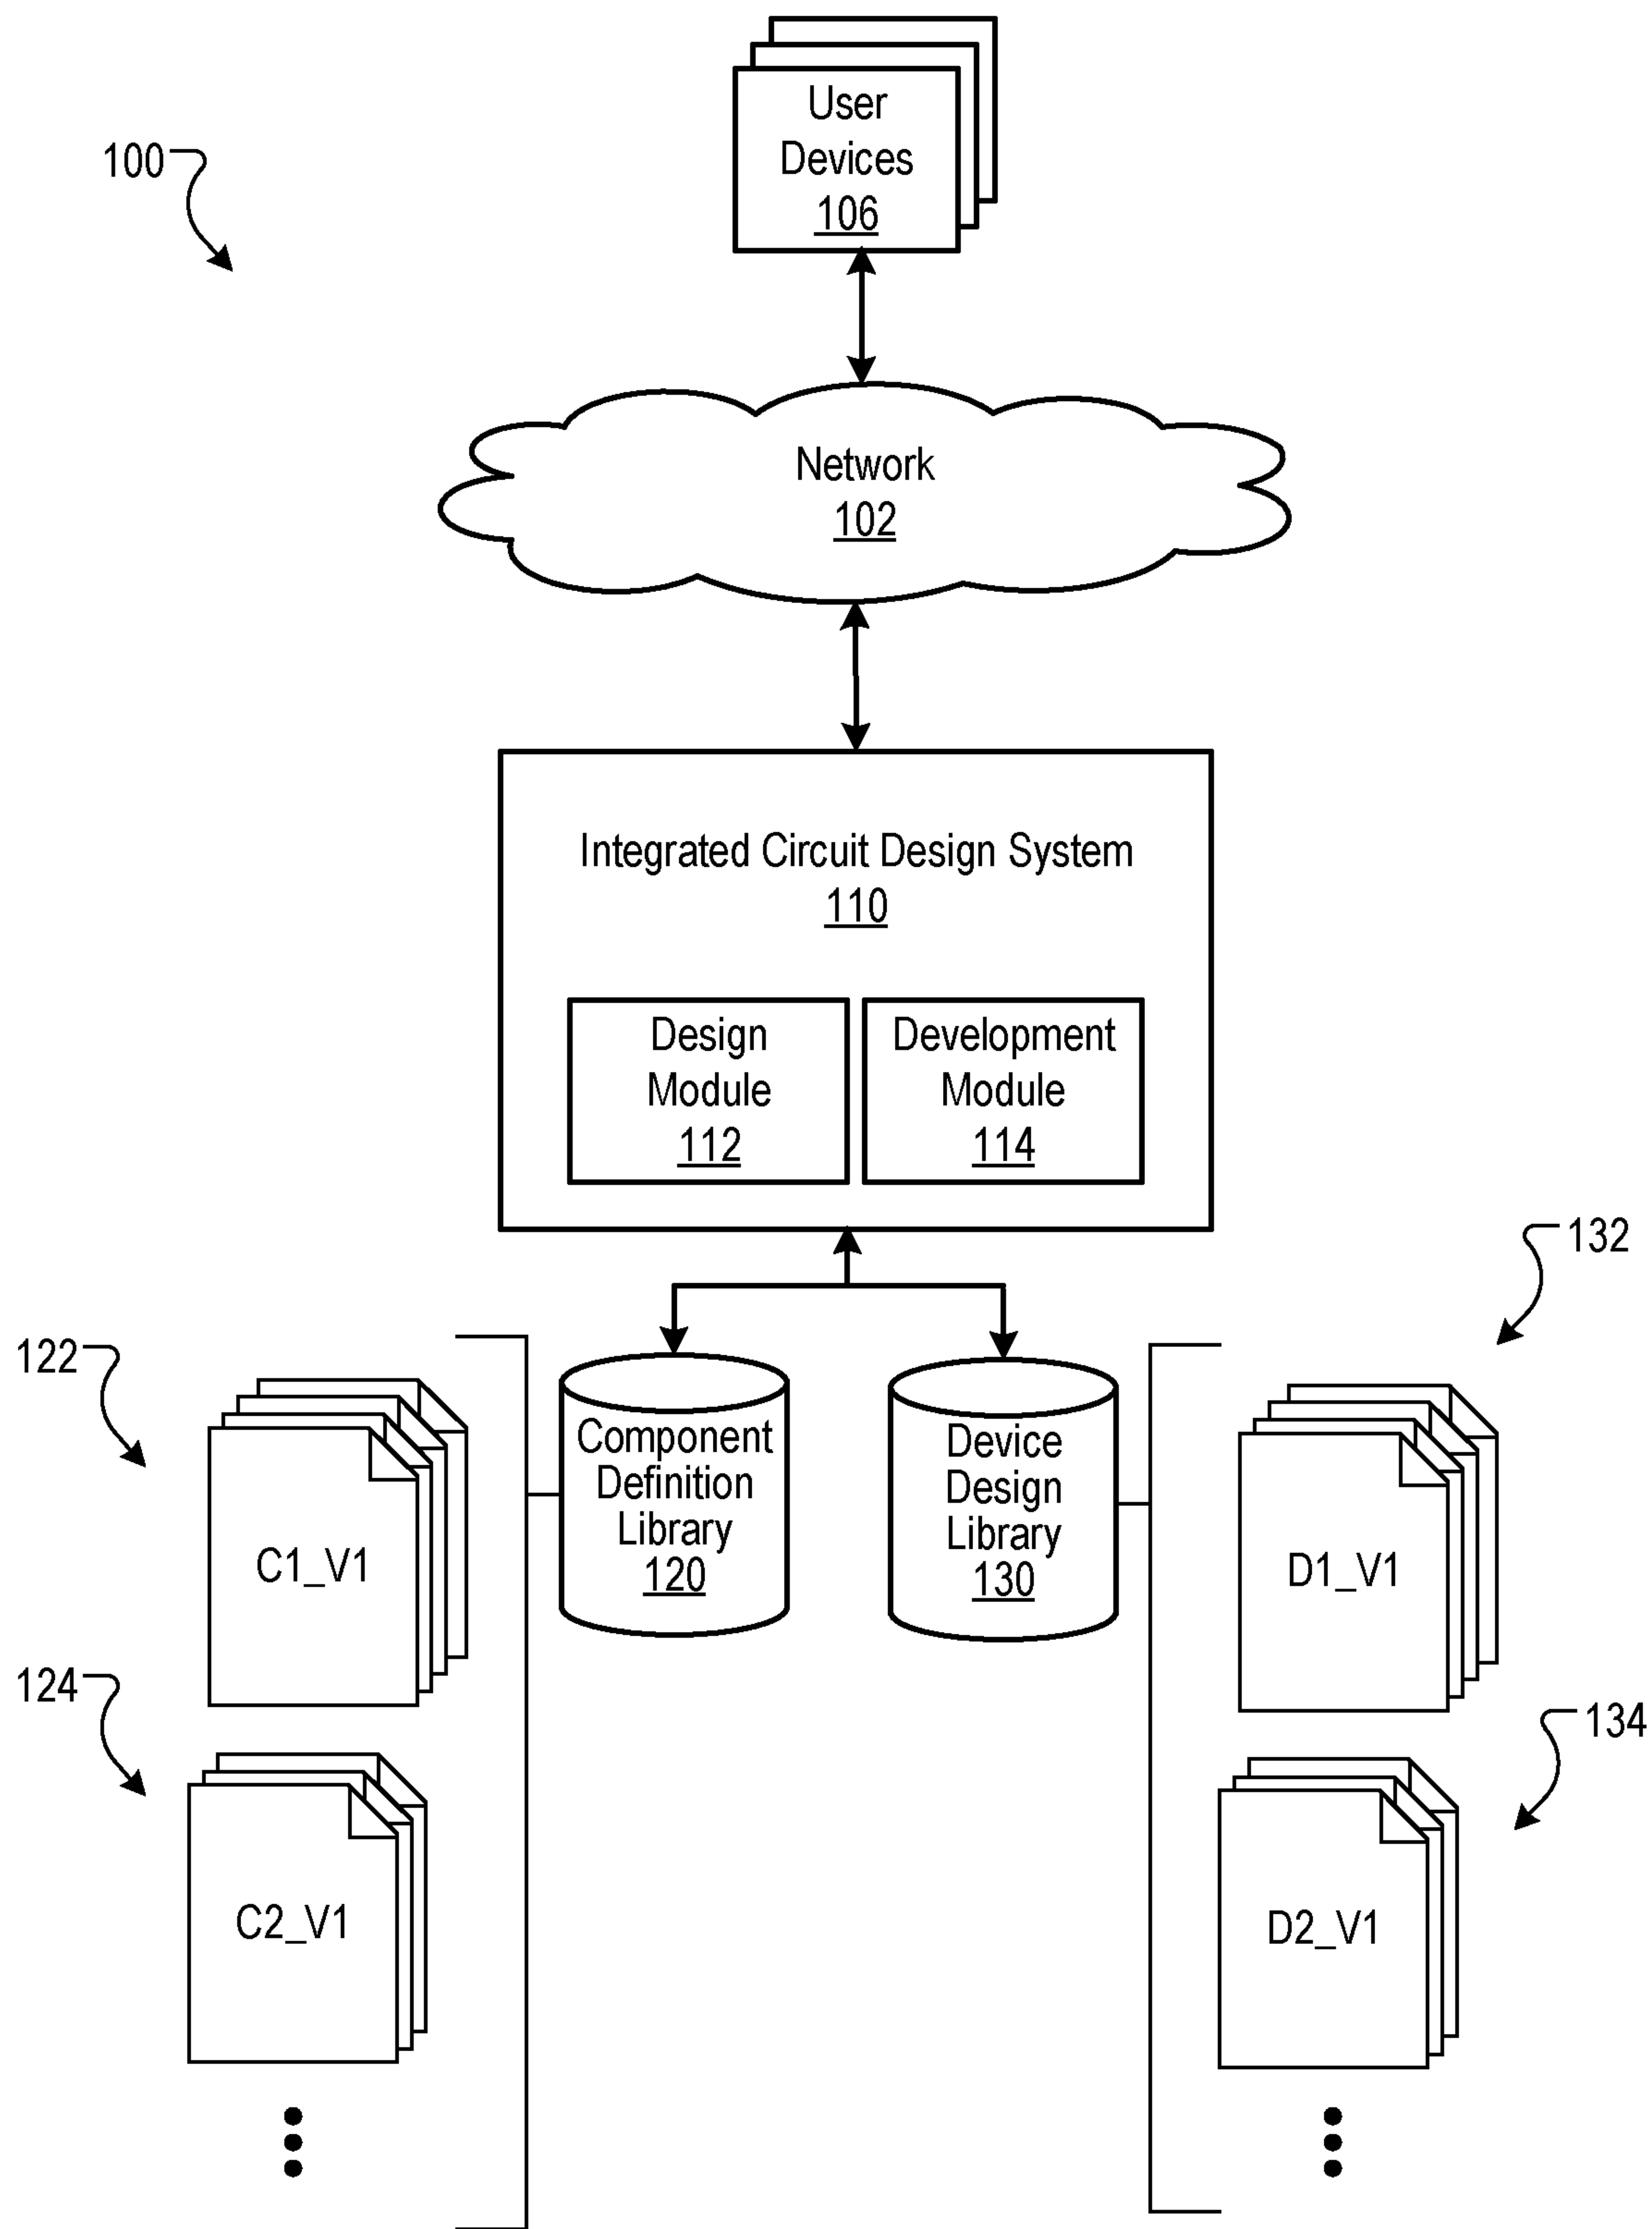 User
Devices
106
100
Network
102
Integrated Circuit Design System
110
Design
Module
112
Development
Module
114
132
122
Component
Definition
Library
120
Device
Design
Library
130
C1_V1
D1_V1
124
134
C2_V1
D2_V1